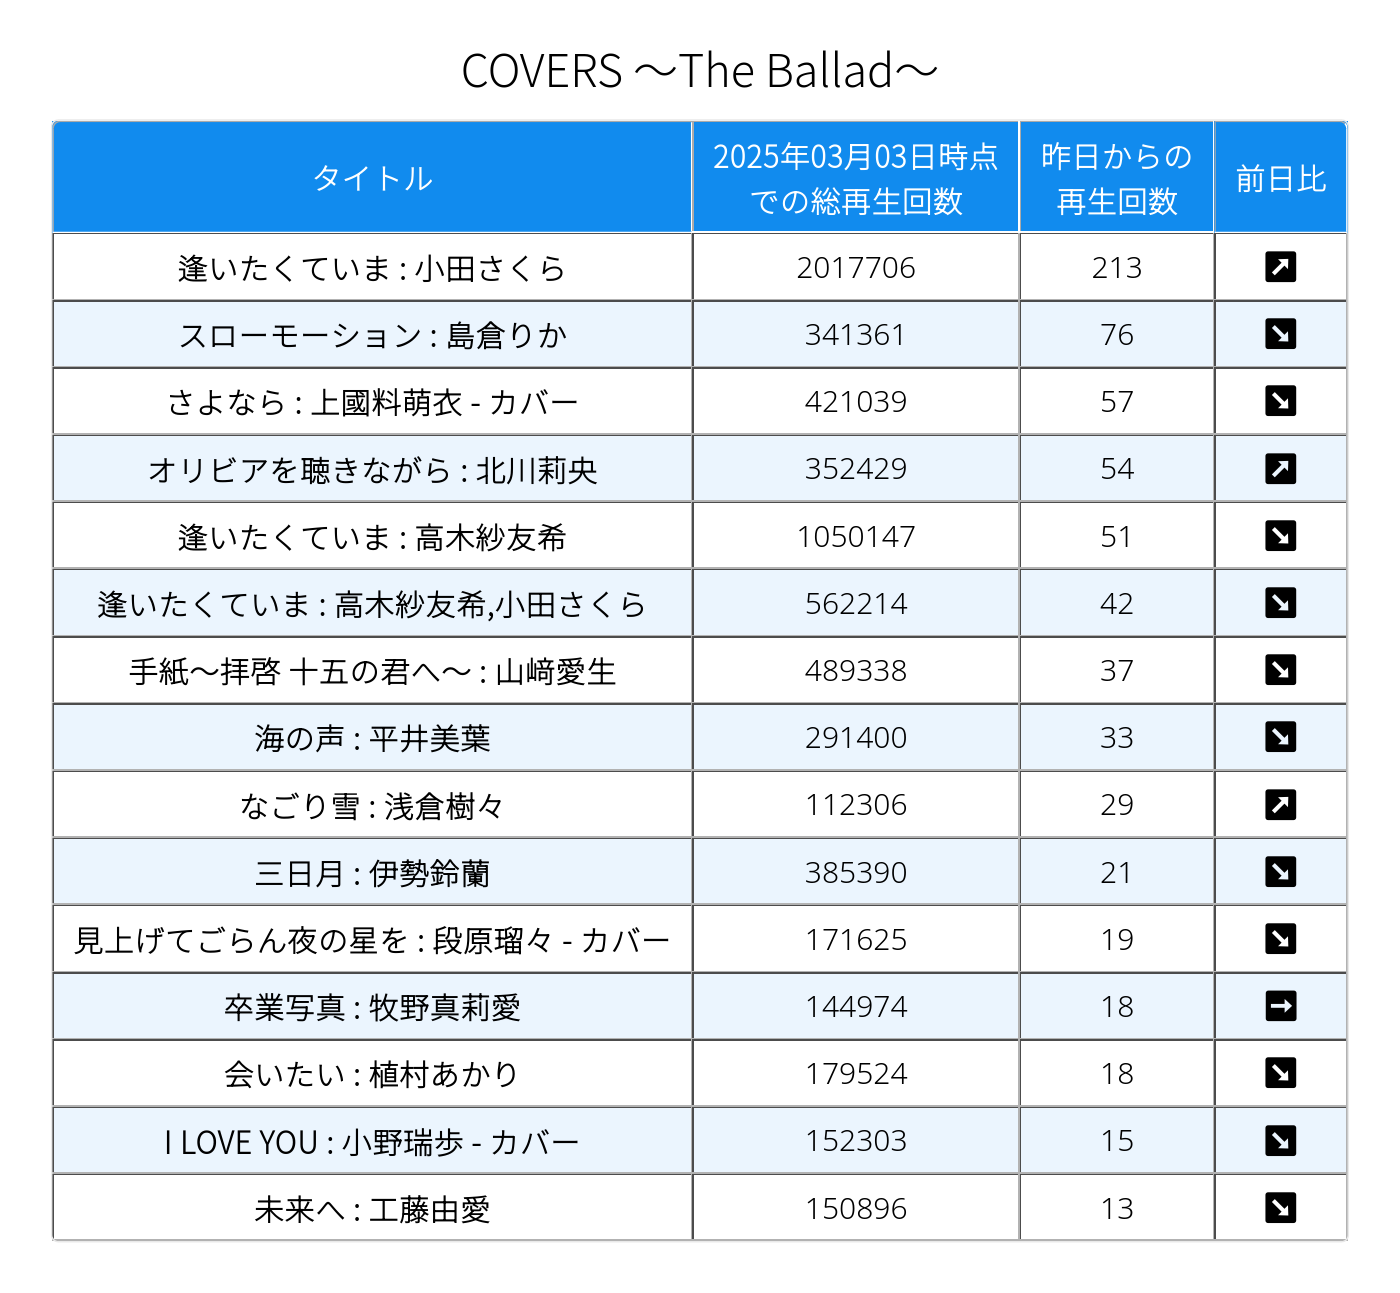 COVERS ～The Ballad～
タイトル 2025年03月03日時点での総再生回数 昨日からの再生回数 前日比
逢いたくていま : 小田さくら 2017706 213 ↗
スローモーション : 島倉りか 341361 76 ↘
さよなら : 上國料萌衣 - カバー 421039 57 ↘
オリビアを聴きながら : 北川莉央 352429 54 ↗
逢いたくていま : 高木紗友希 1050147 51 ↘
逢いたくていま : 高木紗友希,小田さくら 562214 42 ↘
手紙～拝啓 十五の君へ～ : 山﨑愛生 489338 37 ↘
海の声 : 平井美葉 291400 33 ↘
なごり雪 : 浅倉樹々 112306 29 ↗
三日月 : 伊勢鈴蘭 385390 21 ↘
見上げてごらん夜の星を : 段原瑠々 - カバー 171625 19 ↘
卒業写真 : 牧野真莉愛 144974 18 →
会いたい : 植村あかり 179524 18 ↘
I LOVE YOU : 小野瑞歩 - カバー 152303 15 ↘
未来へ : 工藤由愛 150896 13 ↘